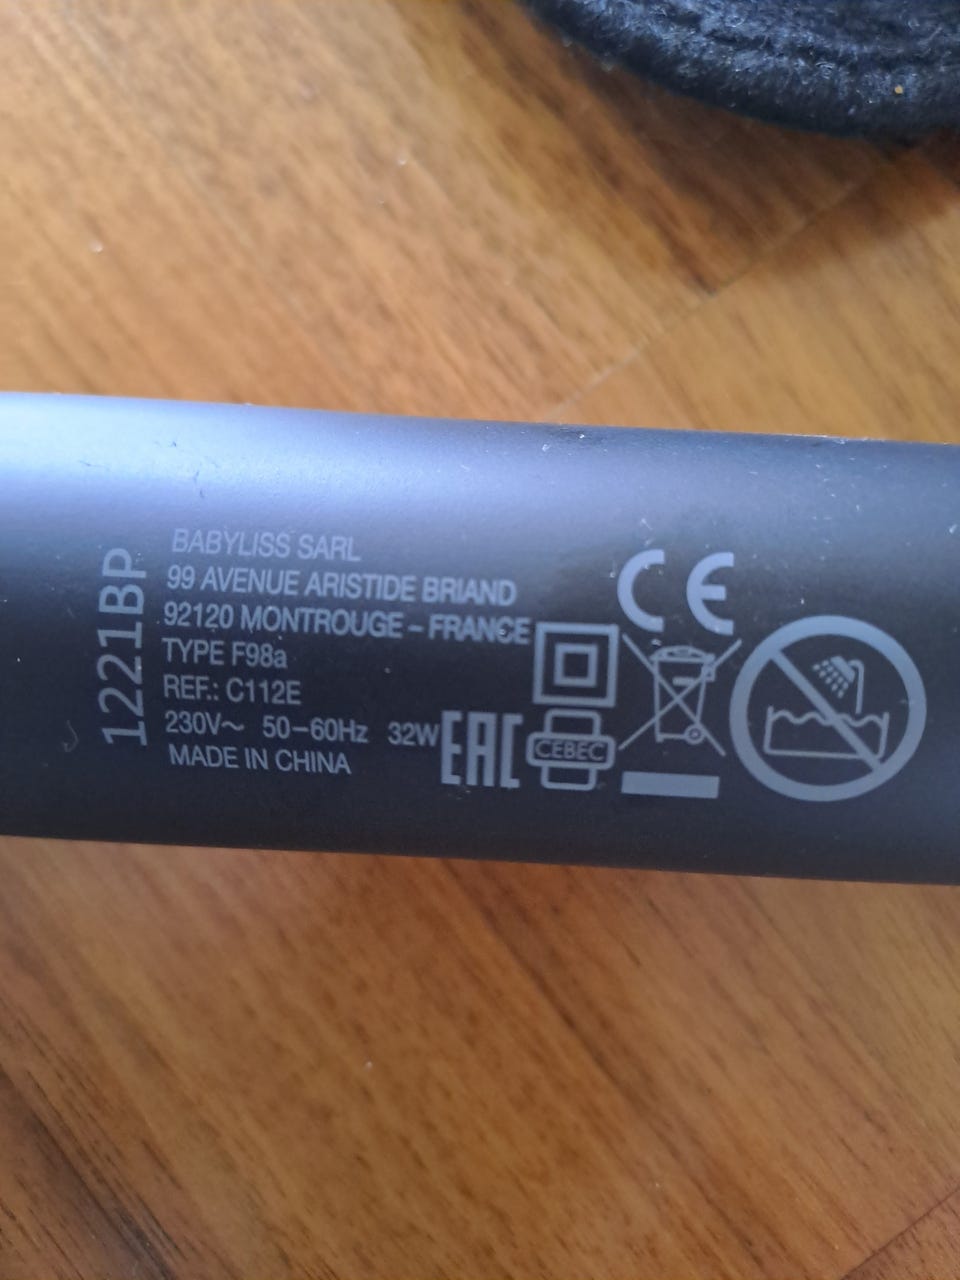 1221BP
BABYLISS SARL
99 AVENUE ARISTIDE BRIAND
92120 MONTROUGE – FRANCE
TYPE F98a
REF.: C112E
230V~ 50–60Hz 32W
MADE IN CHINA
EAC
CEBEC
CE